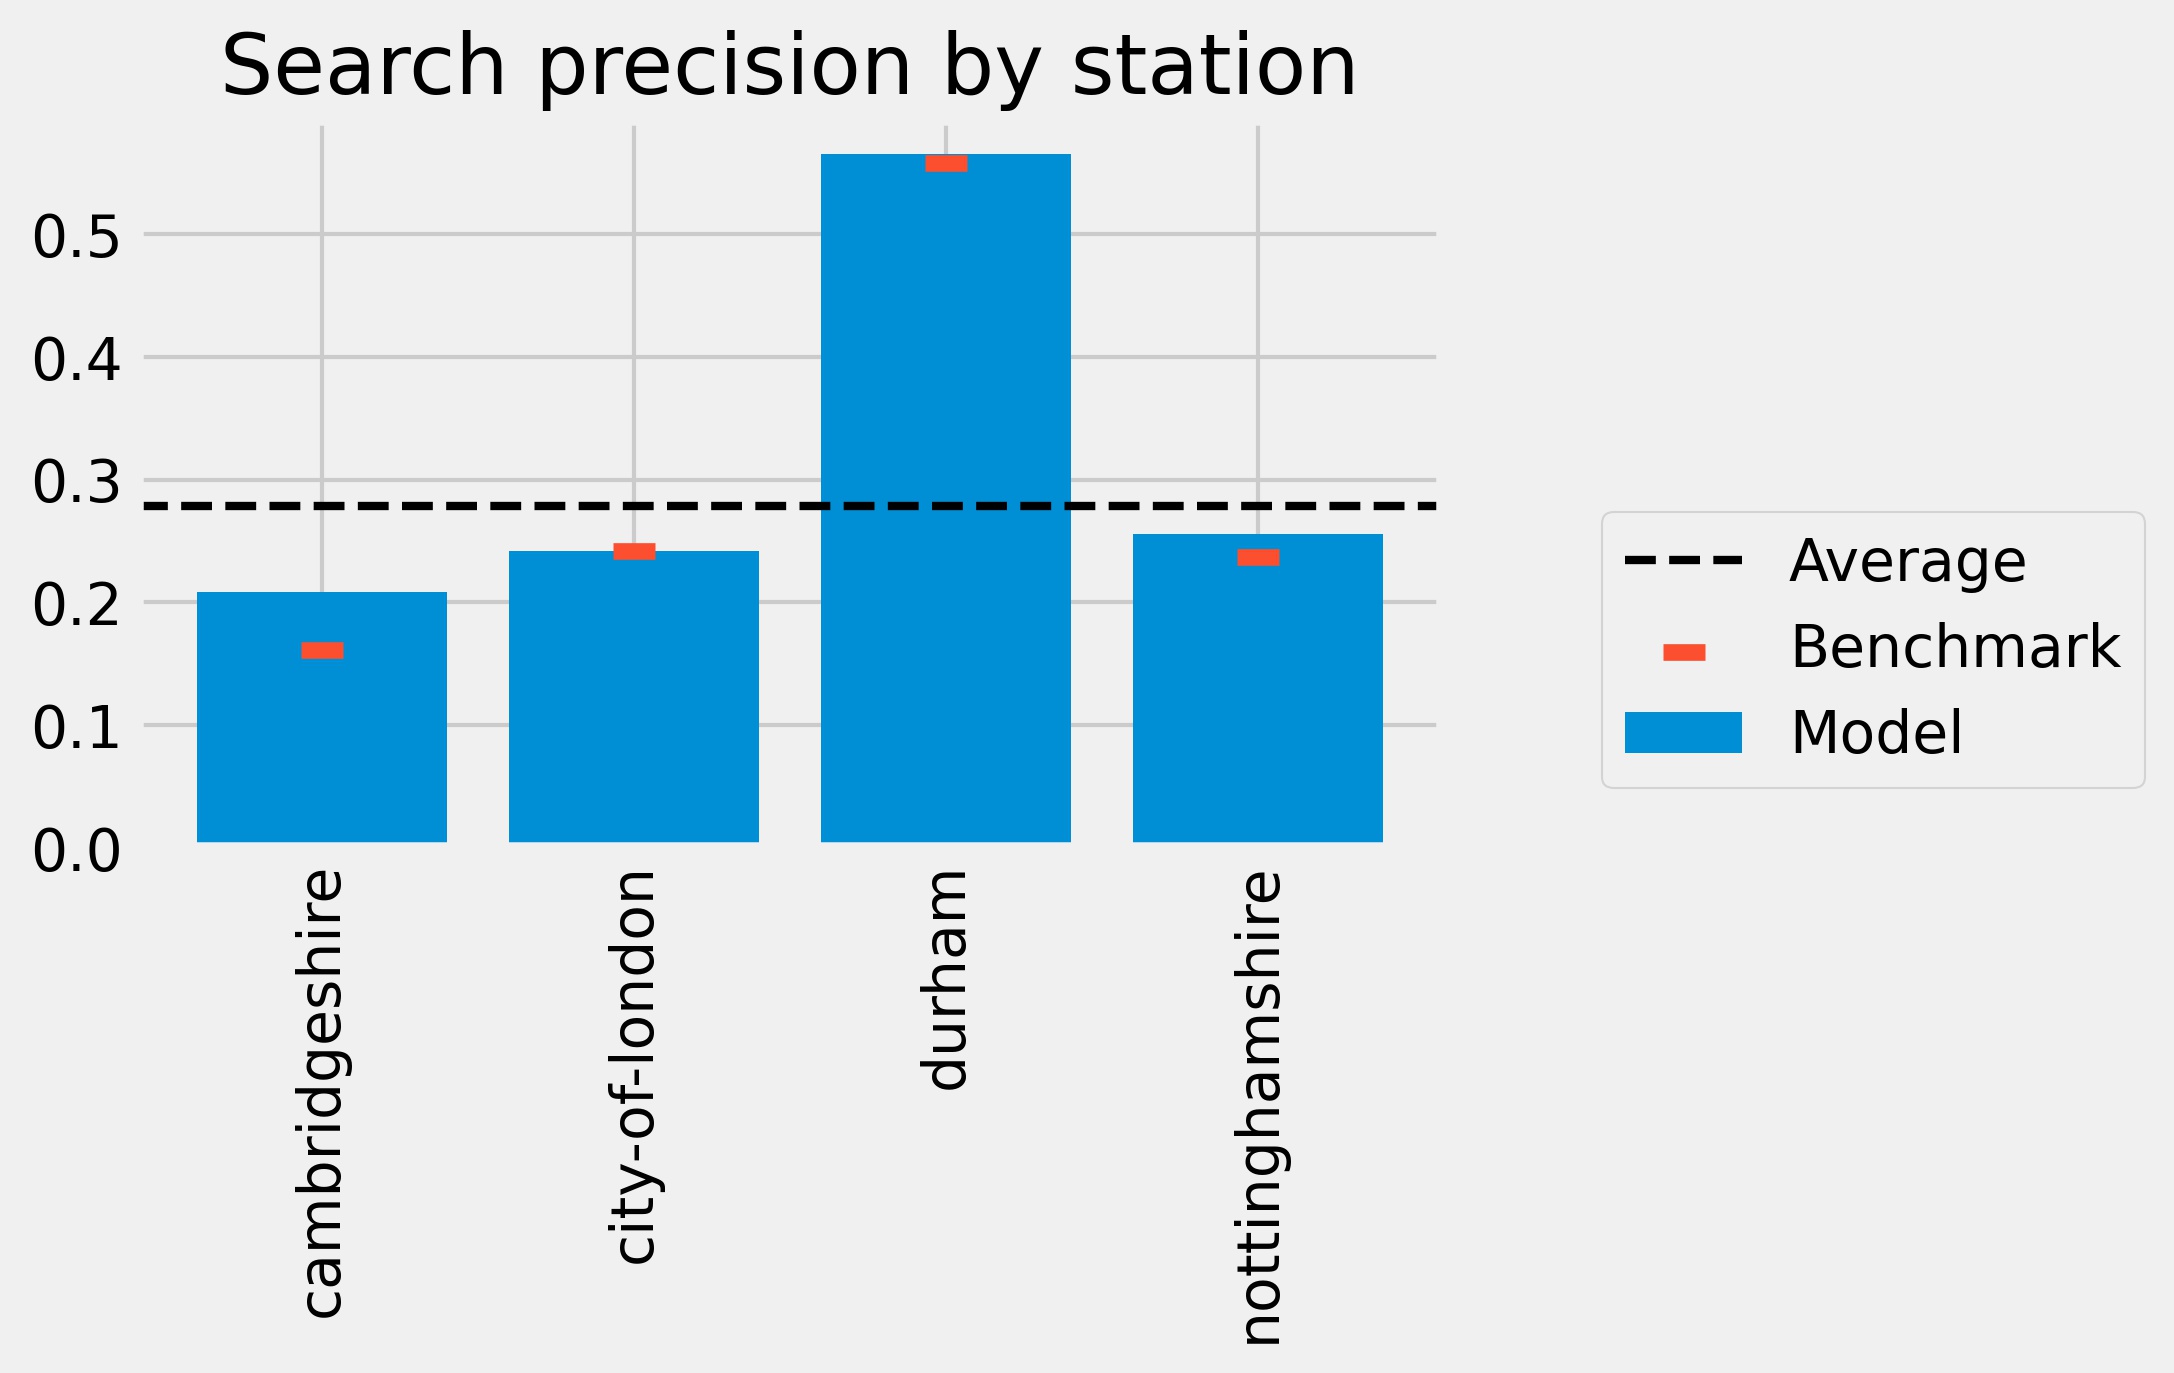 Search precision by station
0.5
0.4
0.3
0.2
0.1
0.0
cambridgeshire
city-of-london
durham
nottinghamshire
Average
Benchmark
Model